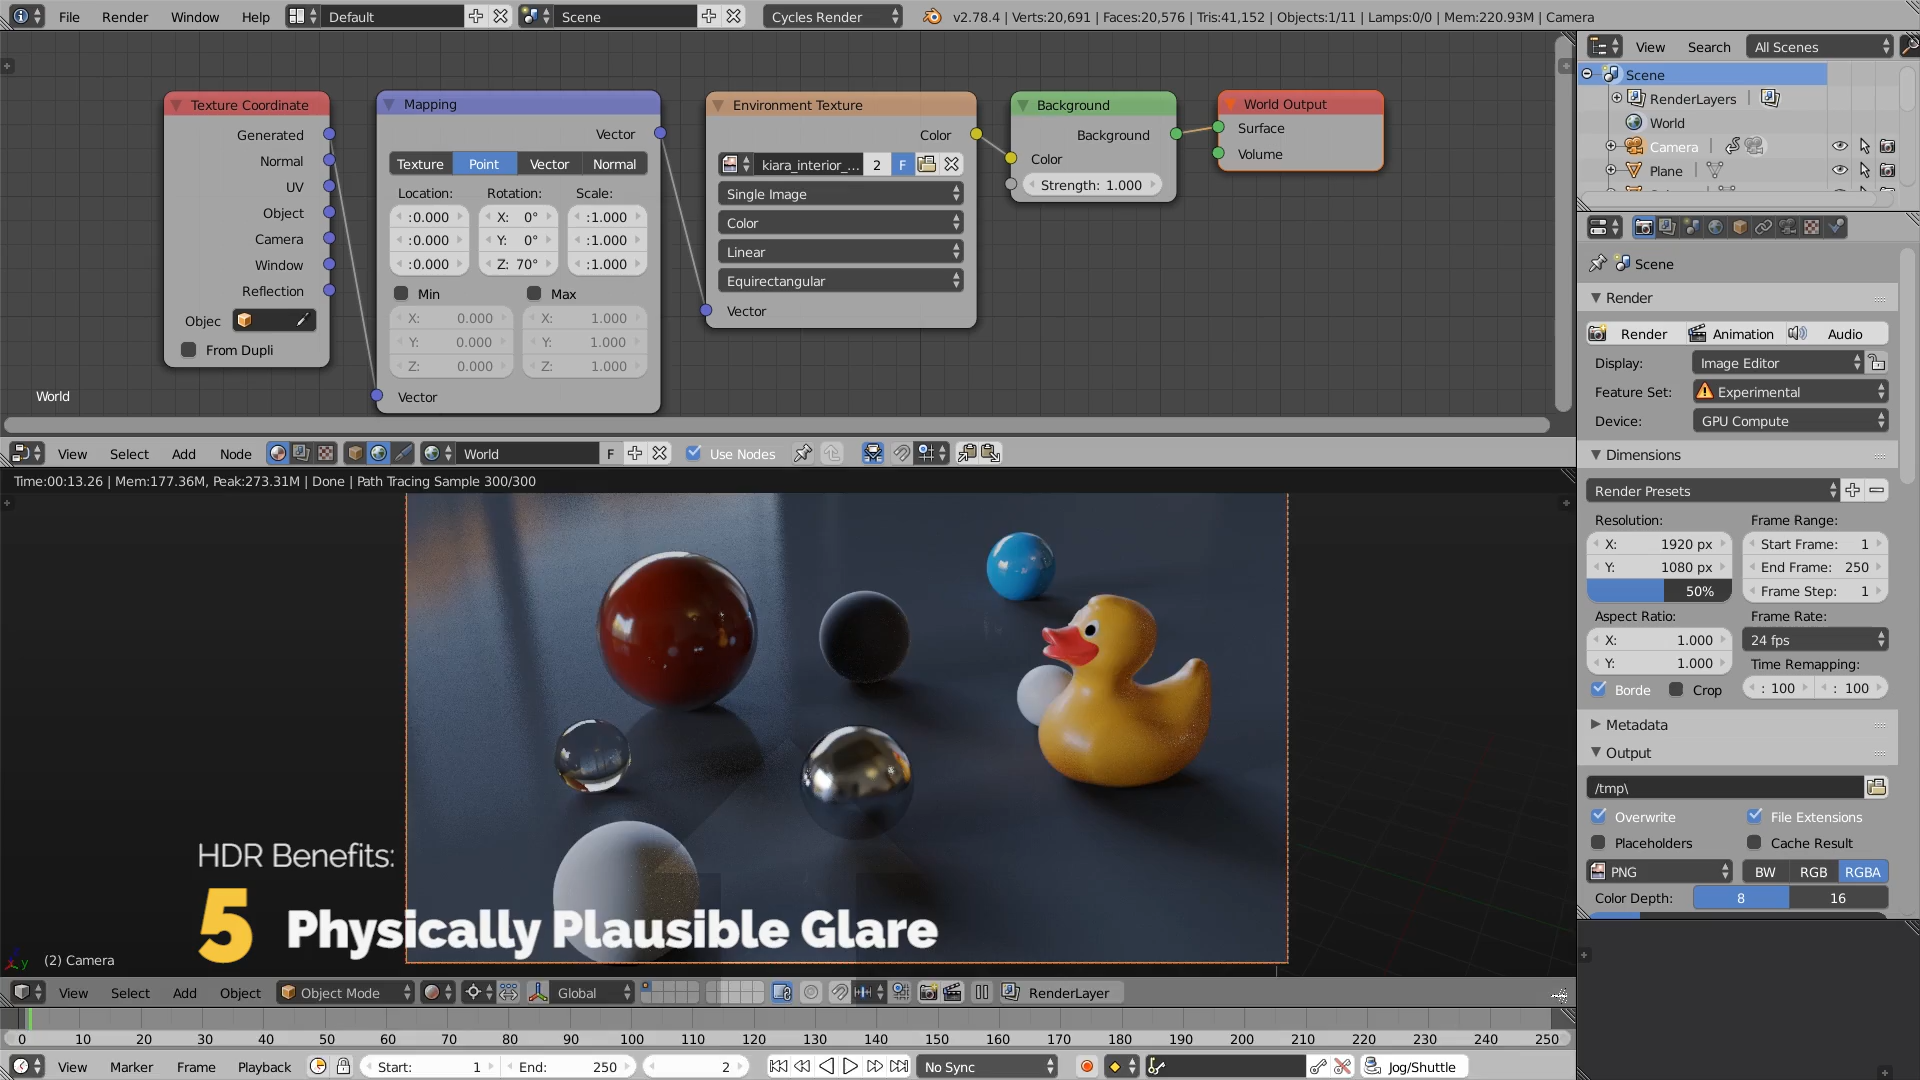 File Render Window Help Default Scene Cycles Render v2.78.4 | Verts:20,691 | Faces:20,576 | Tris:41,152 | Objects:1/11 | Lamps:0/0 | Mem:220.93M | Camera
Texture Coordinate
Generated
Normal
UV
Object
Camera
Window
Reflection
Objec
From Dupli
Mapping
Vector
Texture Point Vector Normal
Location: Rotation: Scale:
:0.000 X: 0° :1.000
:0.000 Y: 0° :1.000
:0.000 Z: 70° :1.000
Min Max
X: 0.000 X: 1.000
Y: 0.000 Y: 1.000
Z: 0.000 Z: 1.000
Vector
Environment Texture
Color
kiara_interior_... 2 F
Single Image
Color
Linear
Equirectangular
Vector
Background
Background
Color
Strength: 1.000
World Output
Surface
Volume
World
View Select Add Node World F Use Nodes
Time:00:13.26 | Mem:177.36M, Peak:273.31M | Done | Path Tracing Sample 300/300
HDR Benefits:
5 Physically Plausible Glare
(2) Camera
View Select Add Object Object Mode Global RenderLayer
0 10 20 30 40 50 60 70 80 90 100 110 120 130 140 150 160 170 180 190 200 210 220 230 240 250
View Marker Frame Playback Start: 1 End: 250 2 No Sync Jog/Shuttle
View Search All Scenes
Scene
RenderLayers |
World
Camera
Plane
Scene
Render
Render Animation Audio
Display: Image Editor
Feature Set: Experimental
Device: GPU Compute
Dimensions
Render Presets
Resolution: Frame Range:
X: 1920 px Start Frame: 1
Y: 1080 px End Frame: 250
50% Frame Step: 1
Aspect Ratio: Frame Rate:
X: 1.000 24 fps
Y: 1.000 Time Remapping:
Borde Crop : 100 : 100
Metadata
Output
/tmp\
Overwrite File Extensions
Placeholders Cache Result
PNG BW RGB RGBA
Color Depth: 8 16